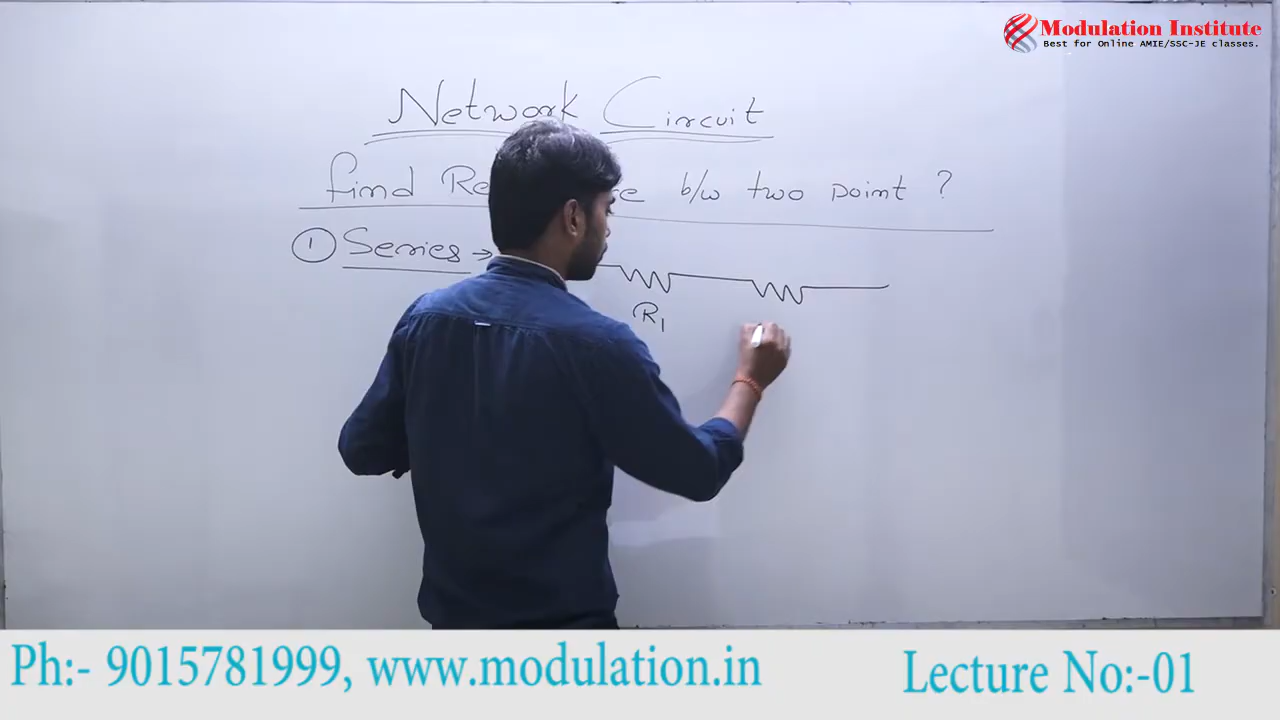 Modulation Institute
Best for Online AMIE/SSC-JE classes.
Network Circuit
find b/w two point ?
① Series →
R1
Ph:- 9015781999, www.modulation.in
Lecture No:-01